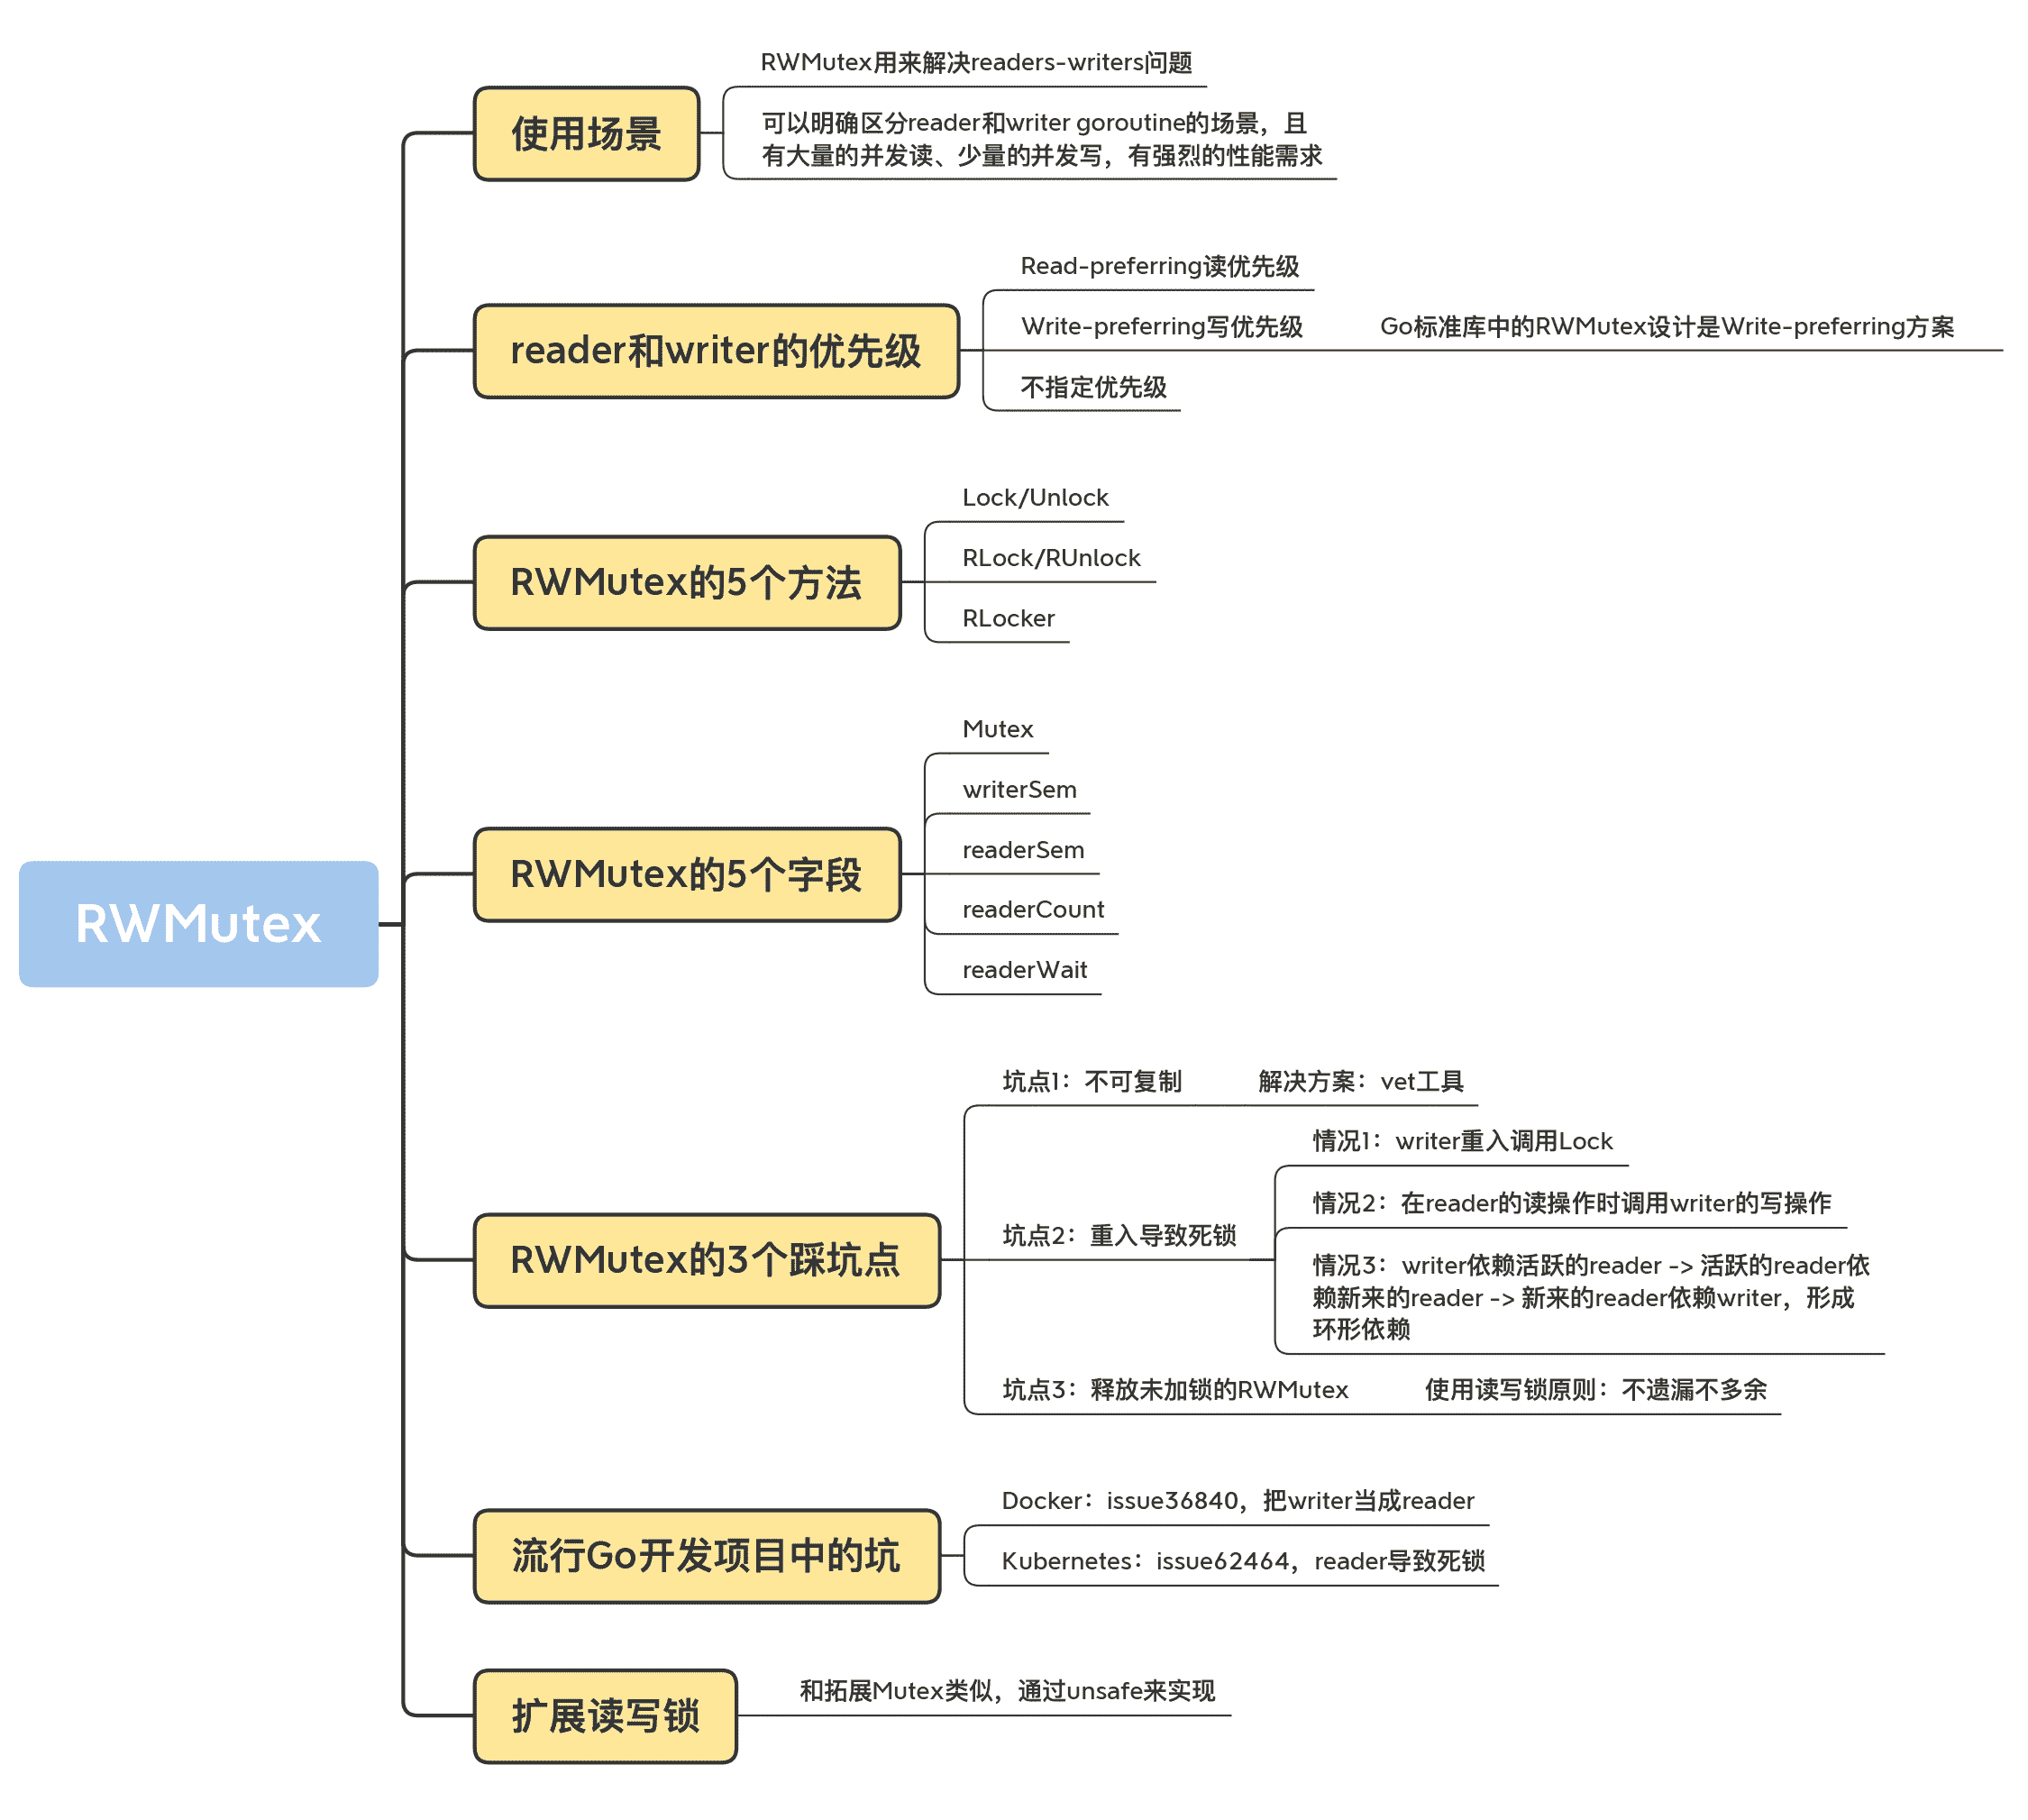 RWMutex
使用场景
RWMutex用来解决readers-writers问题
可以明确区分reader和writer goroutine的场景，且
有大量的并发读、少量的并发写，有强烈的性能需求
reader和writer的优先级
Read-preferring读优先级
Write-preferring写优先级
Go标准库中的RWMutex设计是Write-preferring方案
不指定优先级
RWMutex的5个方法
Lock/Unlock
RLock/RUnlock
RLocker
RWMutex的5个字段
Mutex
writerSem
readerSem
readerCount
readerWait
RWMutex的3个踩坑点
坑点1：不可复制
解决方案：vet工具
坑点2：重入导致死锁
情况1：writer重入调用Lock
情况2：在reader的读操作时调用writer的写操作
情况3：writer依赖活跃的reader -> 活跃的reader依
赖新来的reader -> 新来的reader依赖writer，形成
环形依赖
坑点3：释放未加锁的RWMutex
使用读写锁原则：不遗漏不多余
流行Go开发项目中的坑
Docker：issue36840，把writer当成reader
Kubernetes：issue62464，reader导致死锁
扩展读写锁
和拓展Mutex类似，通过unsafe来实现